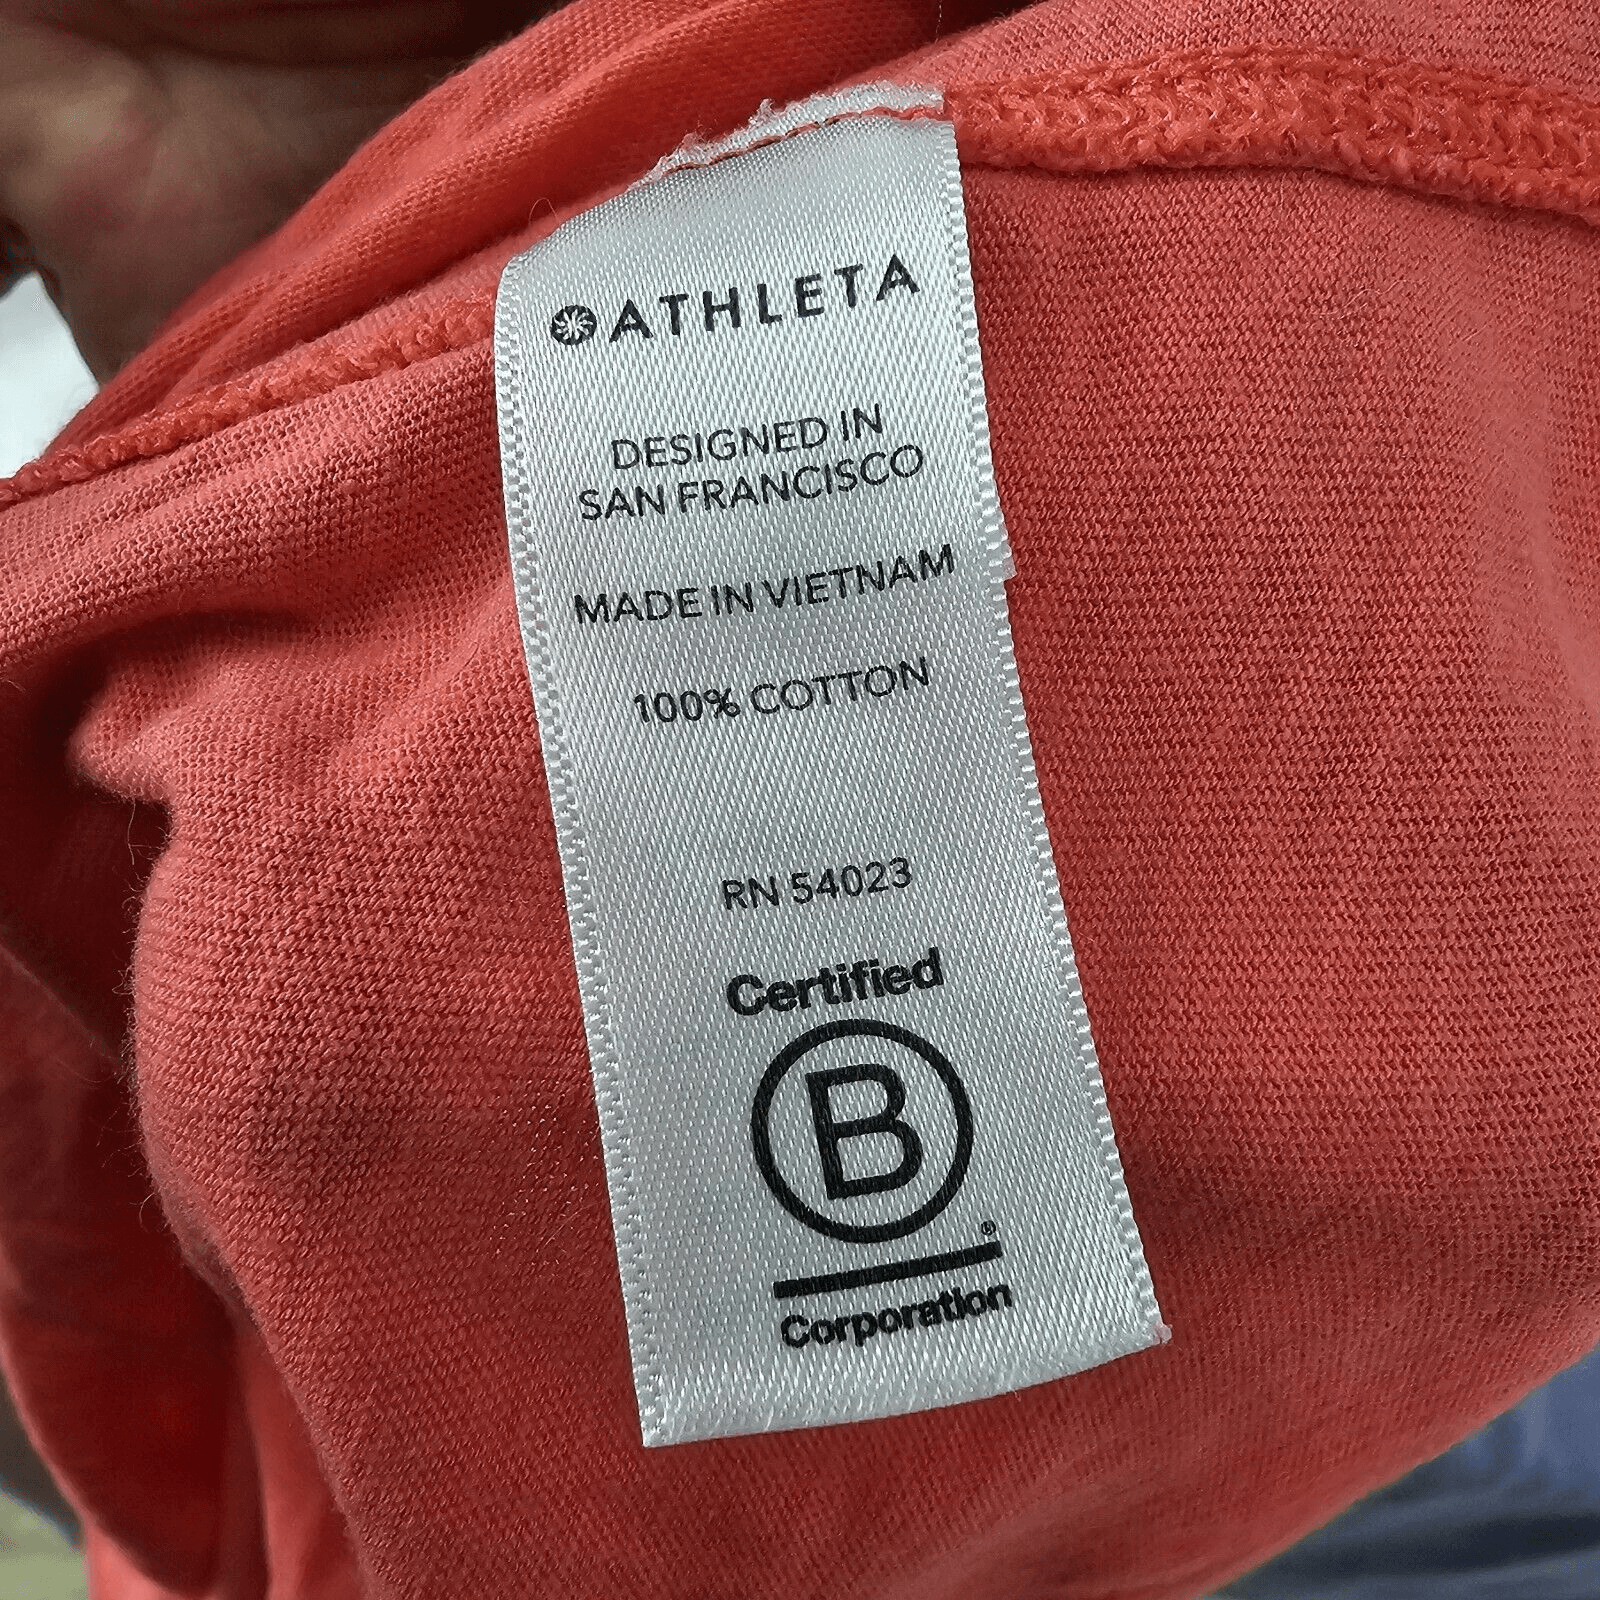 ATHLETA
DESIGNED IN
SAN FRANCISCO
MADE IN VIETNAM
100% COTTON
RN 54023
Certified
B
®
Corporation